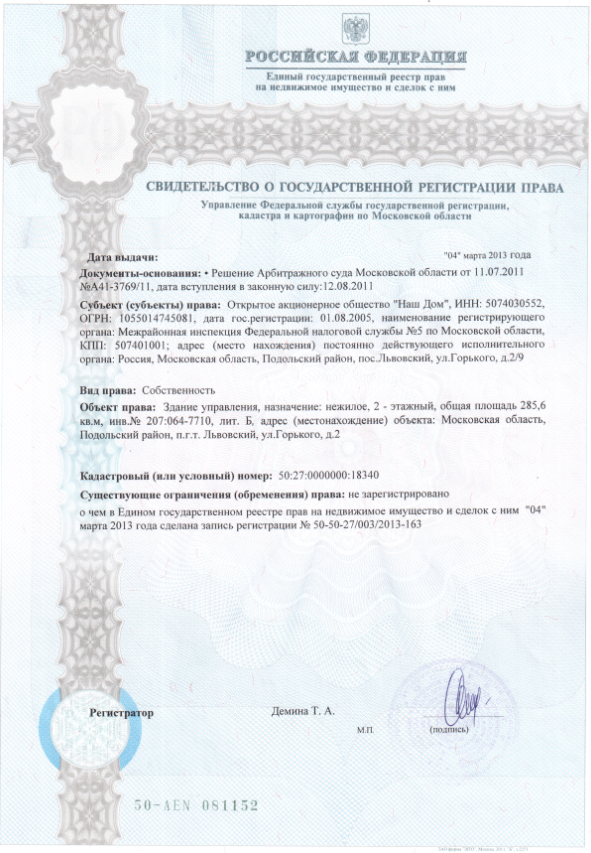 РОССИЙСКАЯ ФЕДЕРАЦИЯ
Единый государственный реестр прав
на недвижимое имущество и сделок с ним
СВИДЕТЕЛЬСТВО О ГОСУДАРСТВЕННОЙ РЕГИСТРАЦИИ ПРАВА
Управление Федеральной службы государственной регистрации,
кадастра и картографии по Московской области
Дата выдачи: "04" марта 2013 года
Документы-основания: • Решение Арбитражного суда Московской области от 11.07.2011
№А41-3769/11, дата вступления в законную силу:12.08.2011
Субъект (субъекты) права: Открытое акционерное общество "Наш Дом", ИНН: 5074030552,
ОГРН: 1055014745081, дата гос.регистрации: 01.08.2005, наименование регистрирующего
органа: Межрайонная инспекция Федеральной налоговой службы №5 по Московской области,
КПП: 507401001; адрес (место нахождения) постоянно действующего исполнительного
органа: Россия, Московская область, Подольский район, пос.Львовский, ул.Горького, д.2/9
Вид права: Собственность
Объект права: Здание управления, назначение: нежилое, 2 - этажный, общая площадь 285,6
кв.м, инв.№ 207:064-7710, лит. Б, адрес (местонахождение) объекта: Московская область,
Подольский район, п.г.т. Львовский, ул.Горького, д.2
Кадастровый (или условный) номер: 50:27:0000000:18340
Существующие ограничения (обременения) права: не зарегистрировано
о чем в Едином государственном реестре прав на недвижимое имущество и сделок с ним "04"
марта 2013 года сделана запись регистрации № 50-50-27/003/2013-163
Регистратор Демина Т. А.
М.П. (подпись)
50-АЕN 081152